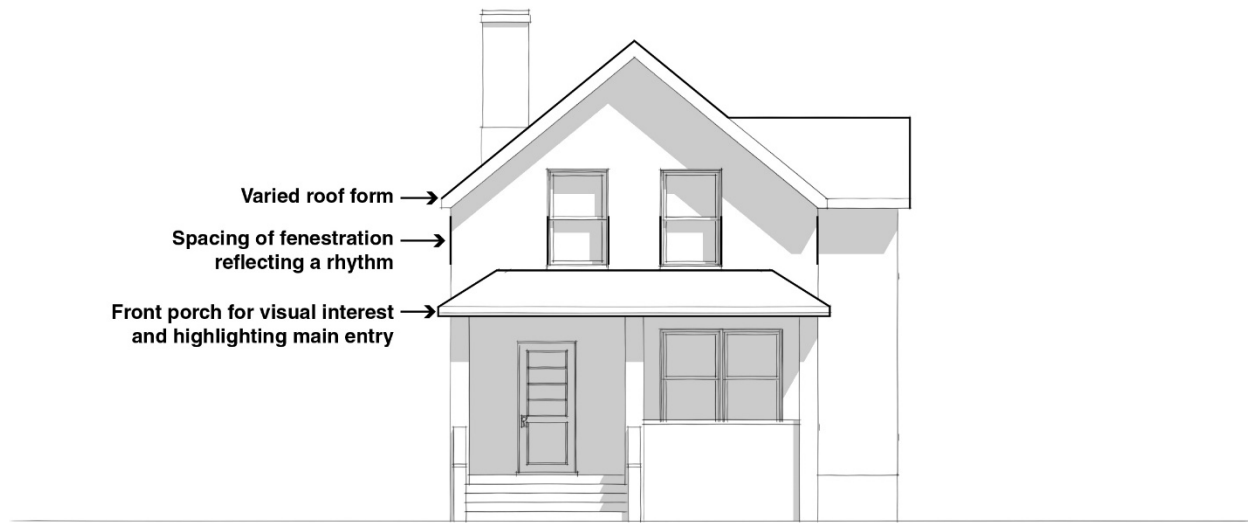 Varied roof form
Spacing of fenestration
reflecting a rhythm
Front porch for visual interest
and highlighting main entry